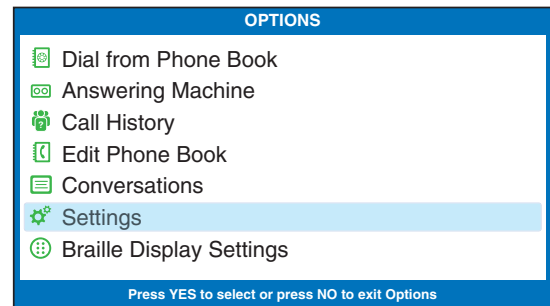 OPTIONS
Dial from Phone Book
Answering Machine
Call History
Edit Phone Book
Conversations
Settings
Braille Display Settings
Press YES to select or press NO to exit Options